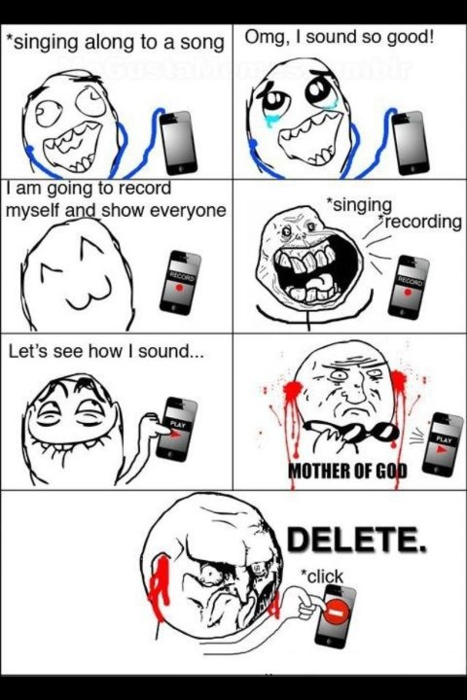 *singing along to a song
Omg, I sound so good!
I am going to record
myself and show everyone
RECORD
*singing
*recording
RECORD
Let's see how I sound...
PLAY
MOTHER OF GOD
PLAY
DELETE.
*click